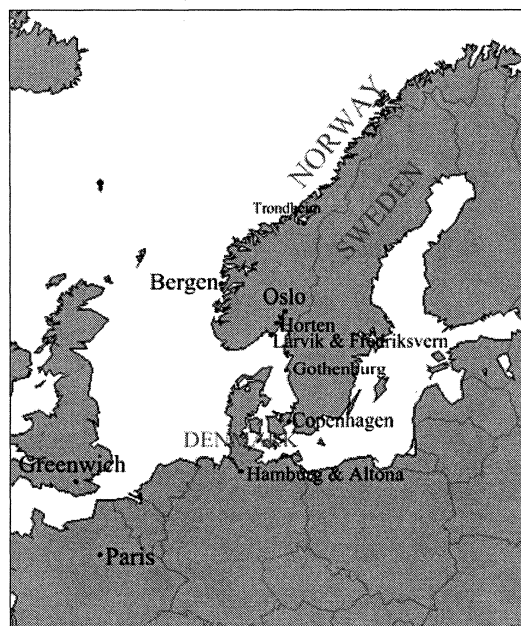 NORWAY
SWEDEN
Trondheim
Bergen
Oslo
Horten
Larvik & Fredriksvern
Gothenburg
Copenhagen
DENMARK
Greenwich
Hamburg & Altona
Paris